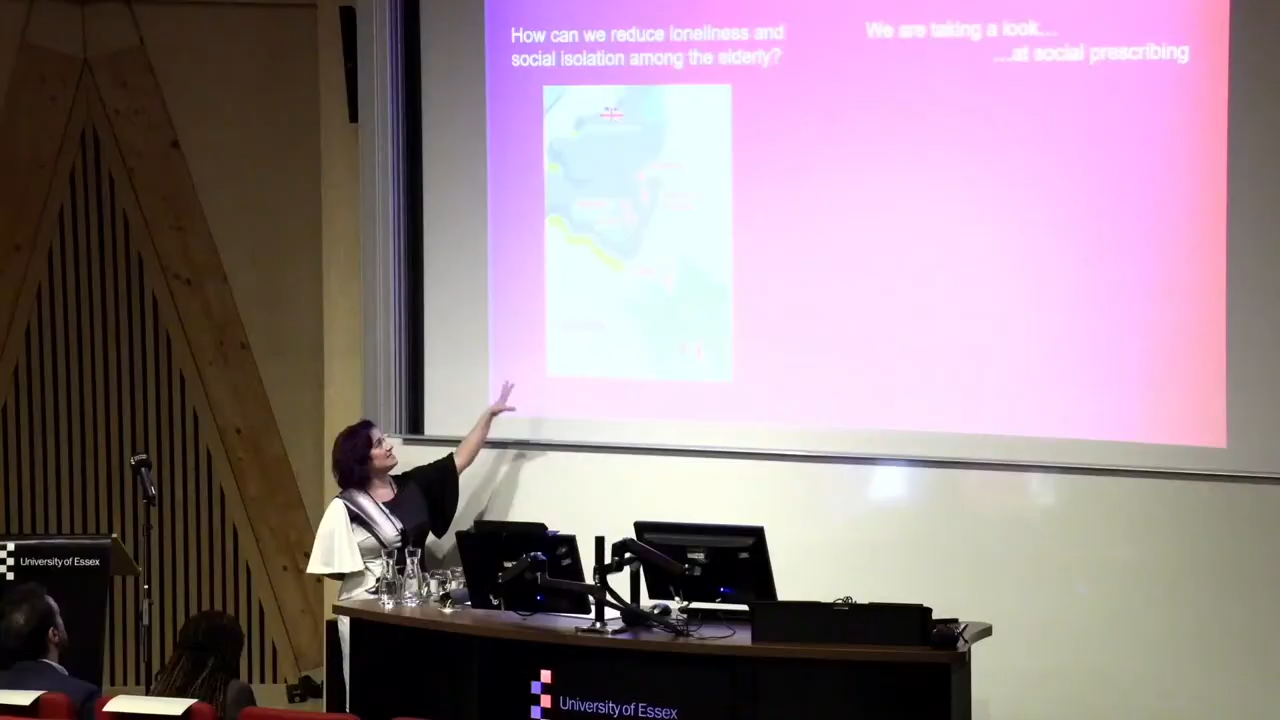 How can we reduce loneliness and
social isolation among the elderly?
We are taking a look...
...at social prescribing
University of Essex
University of Essex